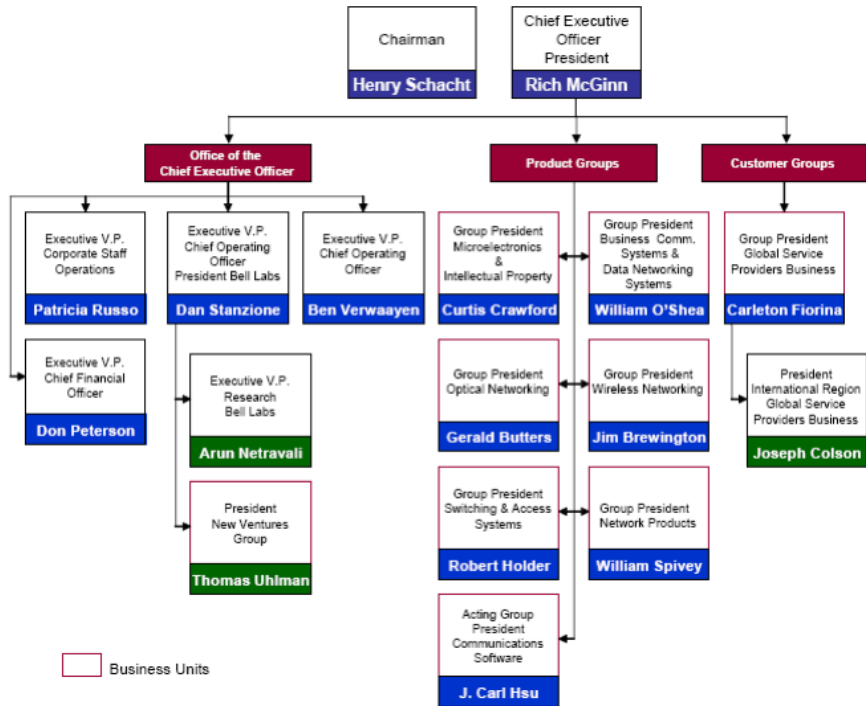 Chairman
Henry Schacht
Chief Executive
Officer
President
Rich McGinn
Office of the
Chief Executive Officer
Product Groups
Customer Groups
Executive V.P.
Corporate Staff
Operations
Patricia Russo
Executive V.P.
Chief Operating
Officer
President Bell Labs
Dan Stanzione
Executive V.P.
Chief Operating
Officer
Ben Verwaayen
Group President
Microelectronics
&
Intellectual Property
Curtis Crawford
Group President
Business Comm.
Systems &
Data Networking
Systems
William O'Shea
Group President
Global Service
Providers Business
Carleton Fiorina
Executive V.P.
Chief Financial
Officer
Don Peterson
Executive V.P.
Research
Bell Labs
Arun Netravali
Group President
Optical Networking
Gerald Butters
Group President
Wireless Networking
Jim Brewington
President
International Region
Global Service
Providers Business
Joseph Colson
President
New Ventures
Group
Thomas Uhlman
Group President
Switching & Access
Systems
Robert Holder
Group President
Network Products
William Spivey
Acting Group
President
Communications
Software
J. Carl Hsu
Business Units